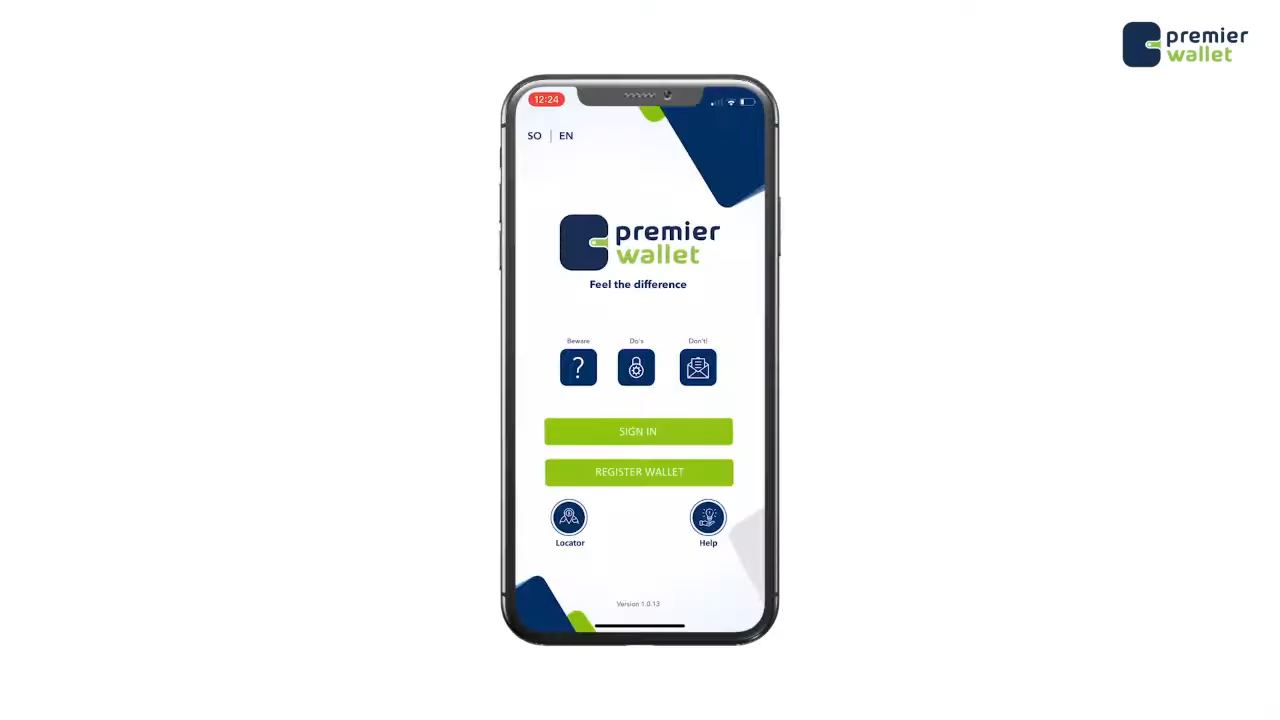 premier
wallet
12:24
SO | EN
premier
wallet
Feel the difference
Beware
Do's
Don't!
SIGN IN
REGISTER WALLET
Locator
Help
Version 1.0.13